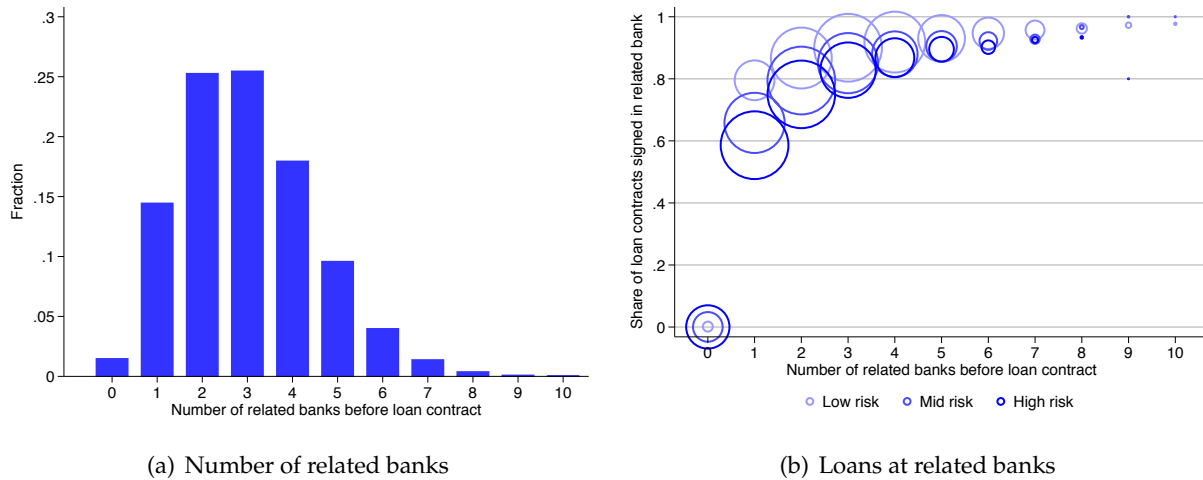 .3
.25
.2
.15
.1
.05
0
Fraction
0 1 2 3 4 5 6 7 8 9 10
Number of related banks before loan contract
(a) Number of related banks
1
.8
.6
.4
.2
0
Share of loan contracts signed in related bank
0 1 2 3 4 5 6 7 8 9 10
Number of related banks before loan contract
Low risk Mid risk High risk
(b) Loans at related banks